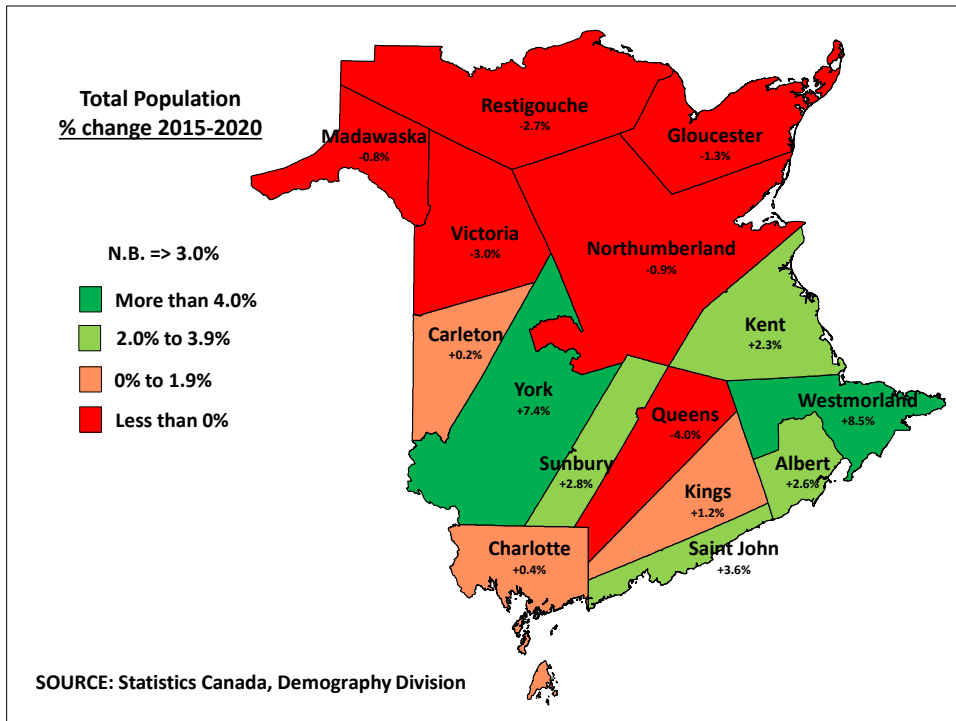 Total Population
% change 2015-2020
N.B. => 3.0%
More than 4.0%
2.0% to 3.9%
0% to 1.9%
Less than 0%
Restigouche
-2.7%
Madawaska
-0.8%
Gloucester
-1.3%
Victoria
-3.0%
Northumberland
-0.9%
Carleton
+0.2%
Kent
+2.3%
York
+7.4%
Westmorland
+8.5%
Queens
-4.0%
Sunbury
+2.8%
Albert
+2.6%
Kings
+1.2%
Charlotte
+0.4%
Saint John
+3.6%
SOURCE: Statistics Canada, Demography Division